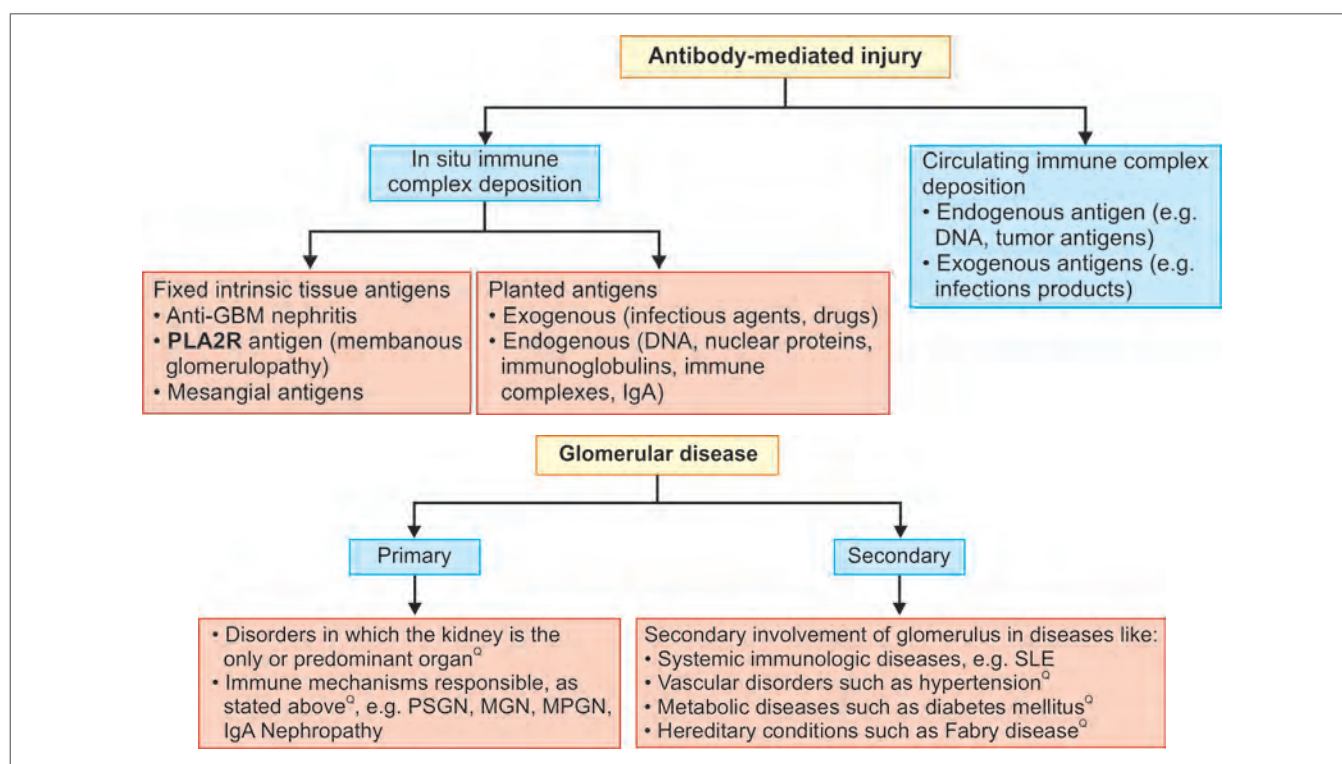 Antibody-mediated injury
In situ immune
complex deposition
Circulating immune complex
deposition
• Endogenous antigen (e.g.
DNA, tumor antigens)
• Exogenous antigens (e.g.
infections products)
Fixed intrinsic tissue antigens
• Anti-GBM nephritis
• PLA2R antigen (membanous
glomerulopathy)
• Mesangial antigens
Planted antigens
• Exogenous (infectious agents, drugs)
• Endogenous (DNA, nuclear proteins,
immunoglobulins, immune
complexes, IgA)
Glomerular disease
Primary
Secondary
• Disorders in which the kidney is the
only or predominant organQ
• Immune mechanisms responsible, as
stated aboveQ, e.g. PSGN, MGN, MPGN,
IgA Nephropathy
Secondary involvement of glomerulus in diseases like:
• Systemic immunologic diseases, e.g. SLE
• Vascular disorders such as hypertensionQ
• Metabolic diseases such as diabetes mellitusQ
• Hereditary conditions such as Fabry diseaseQ